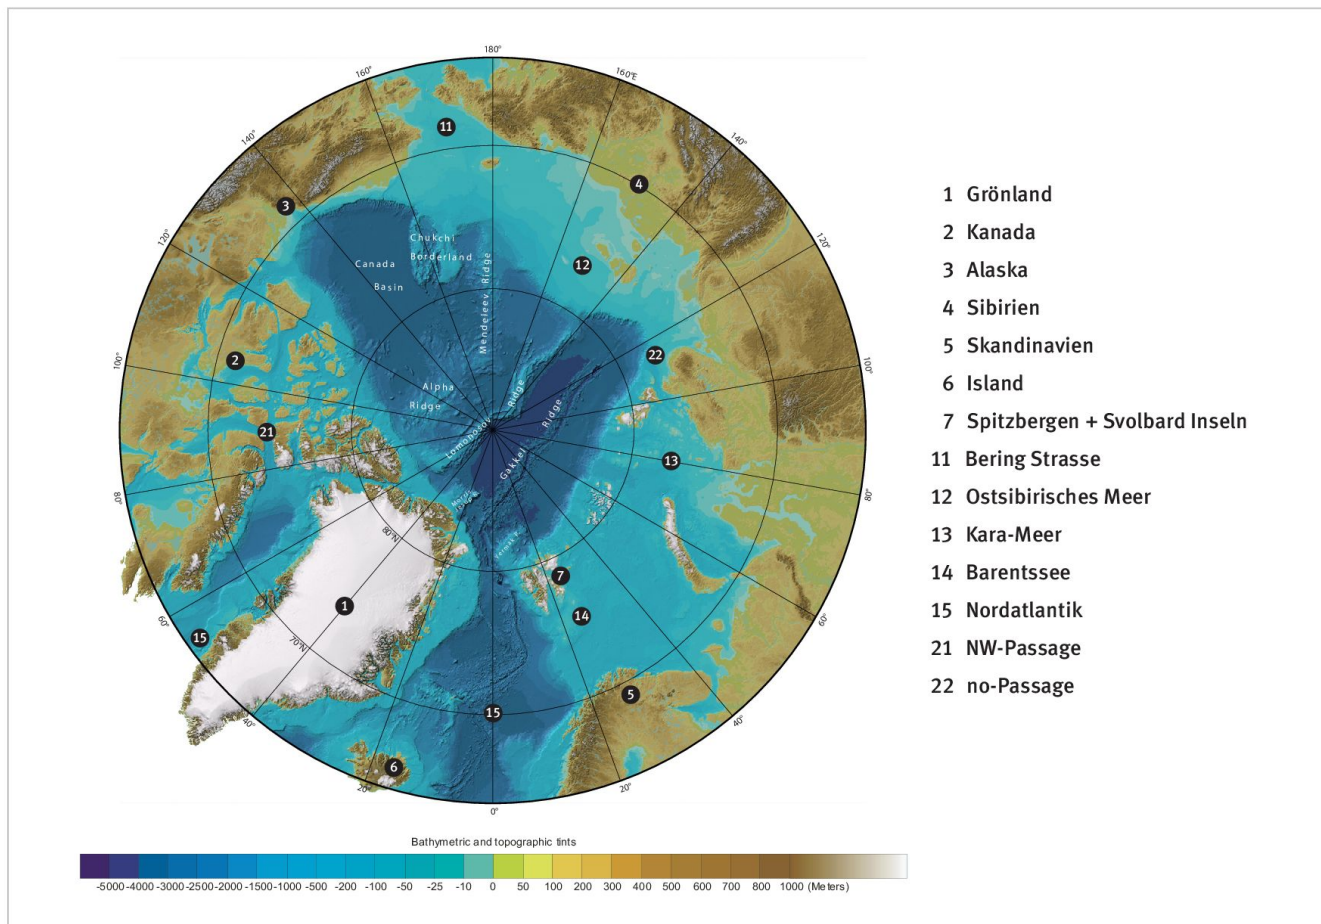 180°
160°
160°E
140°
140°
120°
120°
100°
100°
80°
80°
60°
60°
40°
40°
20°
20°
0°
11
4
3
Chukchi
Borderland
Canada
Basin
Mendeleev Ridge
12
2
22
Alpha
Ridge
Ridge
Ridge
21
Lomonosov
Gakkel
13
80°N
7
1
14
15
70°N
5
15
6
1 Grönland
2 Kanada
3 Alaska
4 Sibirien
5 Skandinavien
6 Island
7 Spitzbergen + Svolbard Inseln
11 Bering Strasse
12 Ostsibirisches Meer
13 Kara-Meer
14 Barentssee
15 Nordatlantik
21 NW-Passage
22 no-Passage
Bathymetric and topographic tints
-5000 -4000 -3000 -2500 -2000 -1500 -1000 -500 -200 -100 -50 -25 -10 0 50 100 200 300 400 500 600 700 800 1000 (Meters)